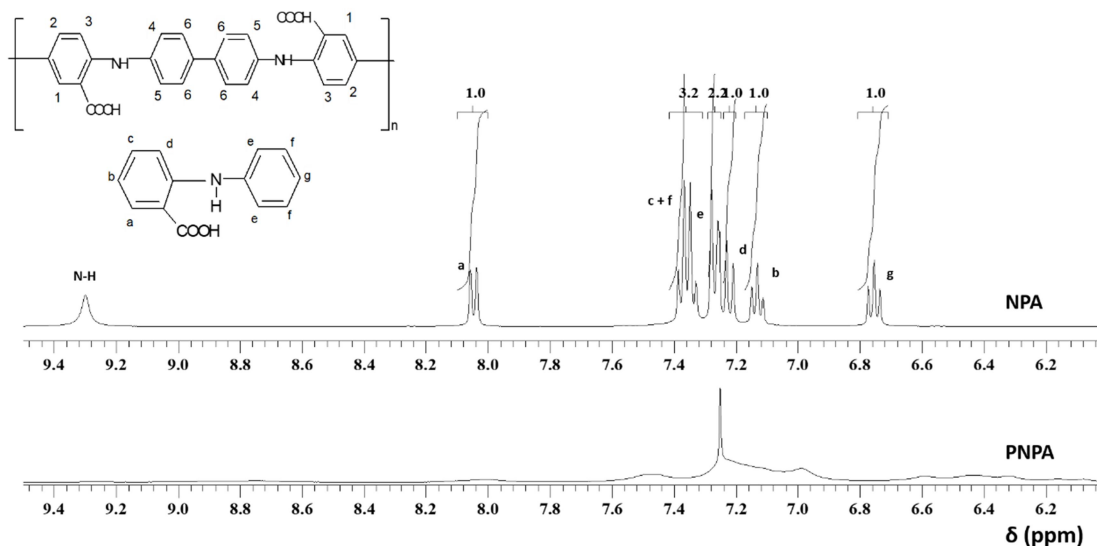 COOH
2 3 4 6 6 5 1
NH NH
1 5 6 6 4 3 2
COOH
n
c d e f
b N g
H
a e f
COOH
1.0 3.2 2.2 1.0 1.0 1.0
c + f e
N-H a d b g
NPA
9.4 9.2 9.0 8.8 8.6 8.4 8.2 8.0 7.8 7.6 7.4 7.2 7.0 6.8 6.6 6.4 6.2
PNPA
9.4 9.2 9.0 8.8 8.6 8.4 8.2 8.0 7.8 7.6 7.4 7.2 7.0 6.8 6.6 6.4 6.2
δ (ppm)